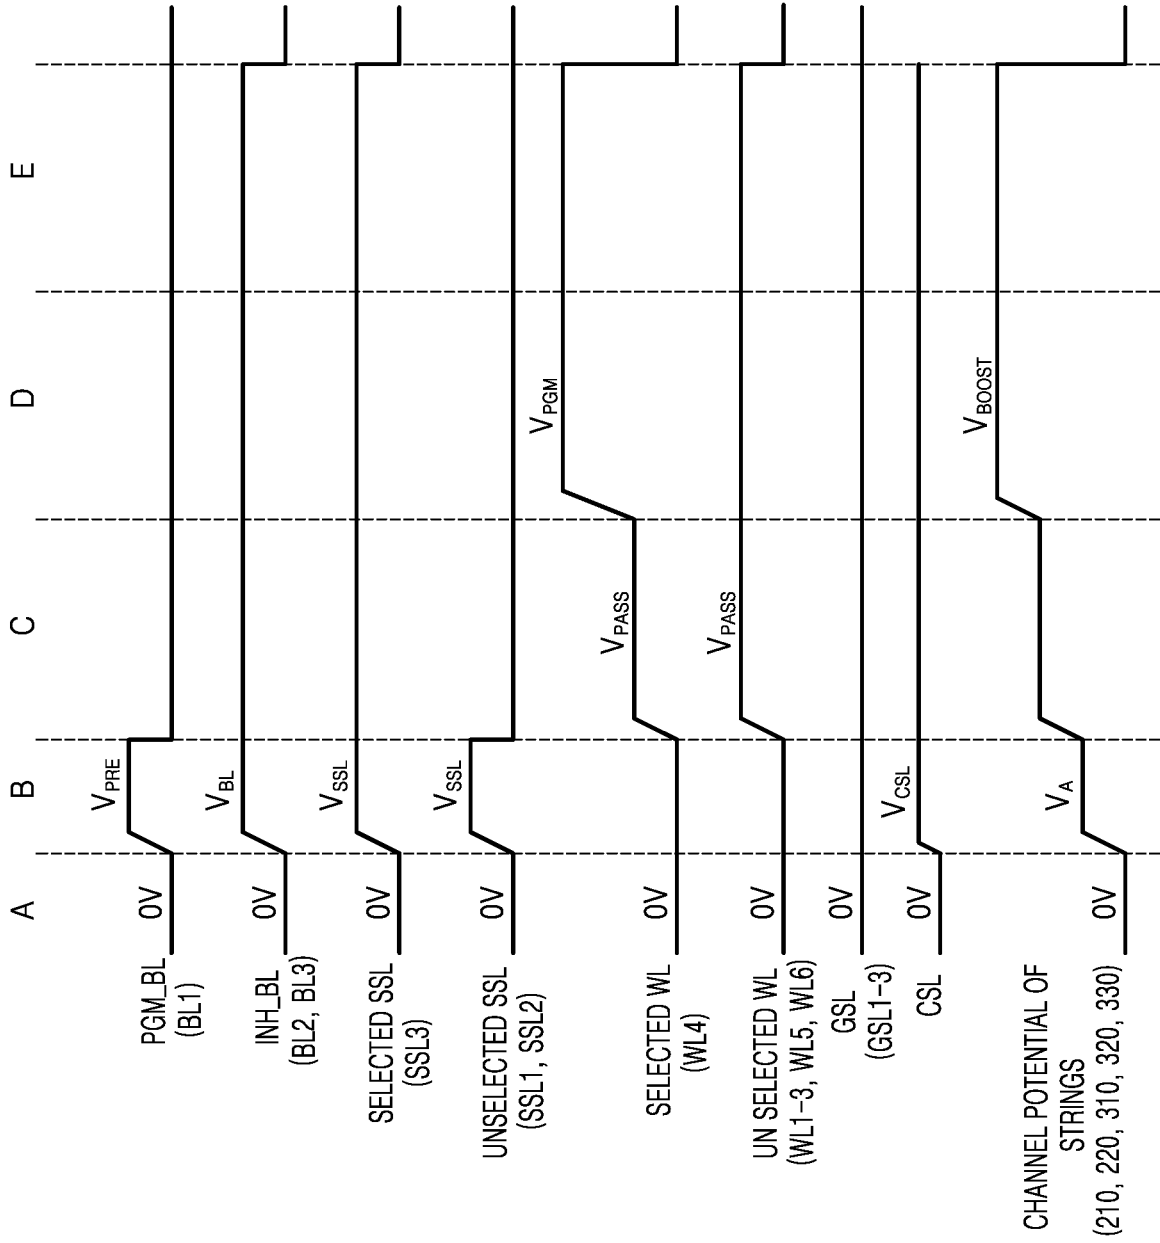 A B C D E
PGM_BL
(BL1)
0V
V_PRE
INH_BL
(BL2, BL3)
0V
V_BL
SELECTED SSL
(SSL3)
0V
V_SSL
UNSELECTED SSL
(SSL1, SSL2)
0V
V_SSL
SELECTED WL
(WL4)
0V
V_PASS
V_PGM
UN SELECTED WL
(WL1-3, WL5, WL6)
0V
V_PASS
GSL
(GSL1-3)
0V
CSL
0V
V_CSL
CHANNEL POTENTIAL OF
STRINGS
(210, 220, 310, 320, 330)
0V
V_A
V_BOOST